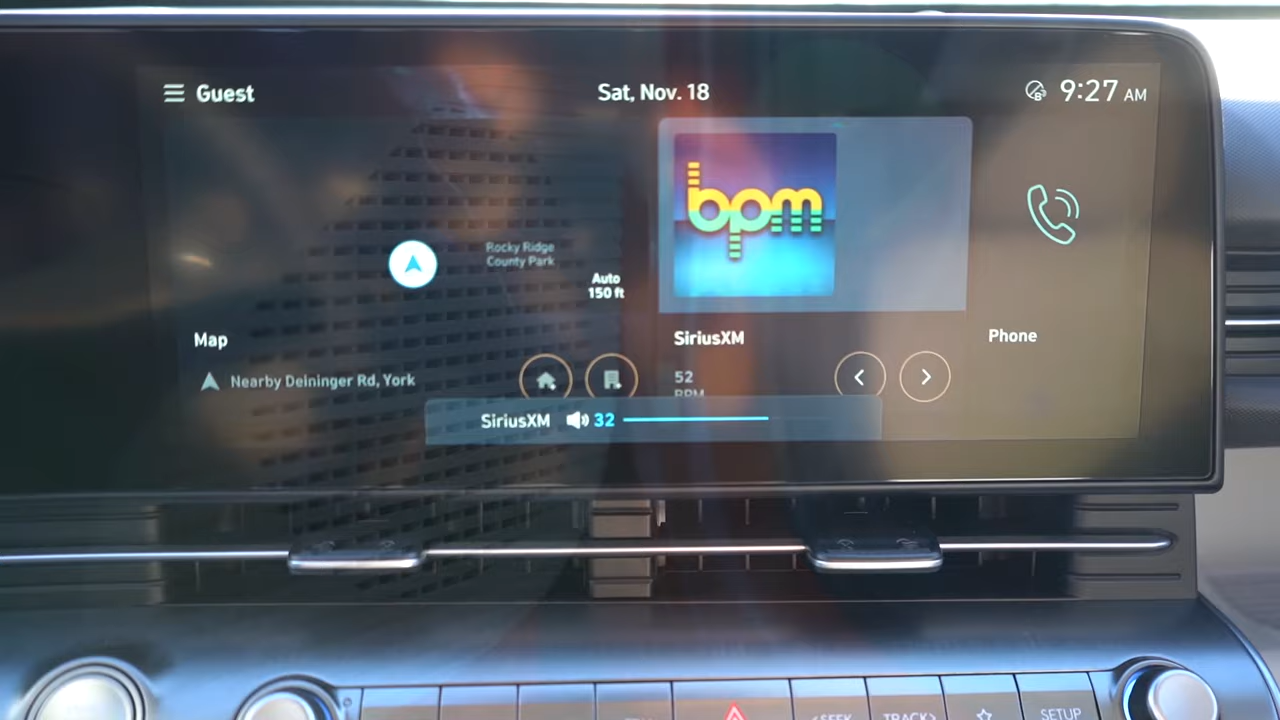 Guest
Sat, Nov. 18
9:27 AM
bpm
Rocky Ridge
County Park
Auto
150 ft
Map
Nearby Deininger Rd, York
SiriusXM
52
BPM
Phone
SiriusXM 32
<SEEK
TRACK>
SETUP